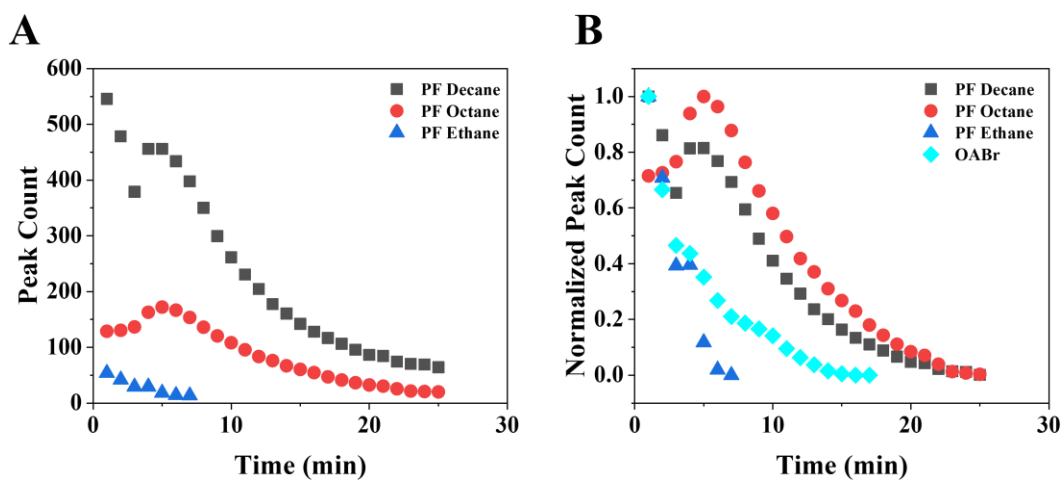 A
600
500
400
300
200
100
0
Peak Count
0 10 20 30
Time (min)
PF Decane
PF Octane
PF Ethane
B
1.0
0.8
0.6
0.4
0.2
0.0
Normalized Peak Count
0 10 20 30
Time (min)
PF Decane
PF Octane
PF Ethane
OABr